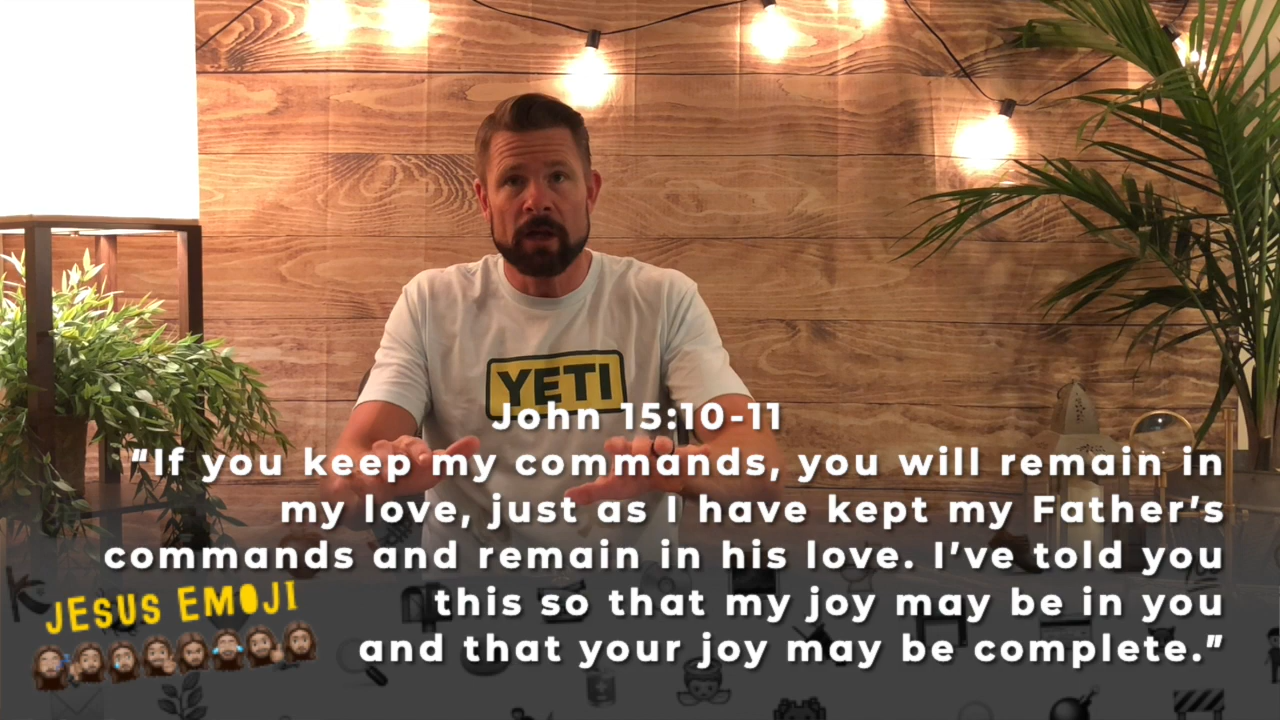 YETI
John 15:10-11
"If you keep my commands, you will remain in
my love, just as I have kept my Father's
commands and remain in his love. I've told you
this so that my joy may be in you
and that your joy may be complete."
JESUS EMOJI